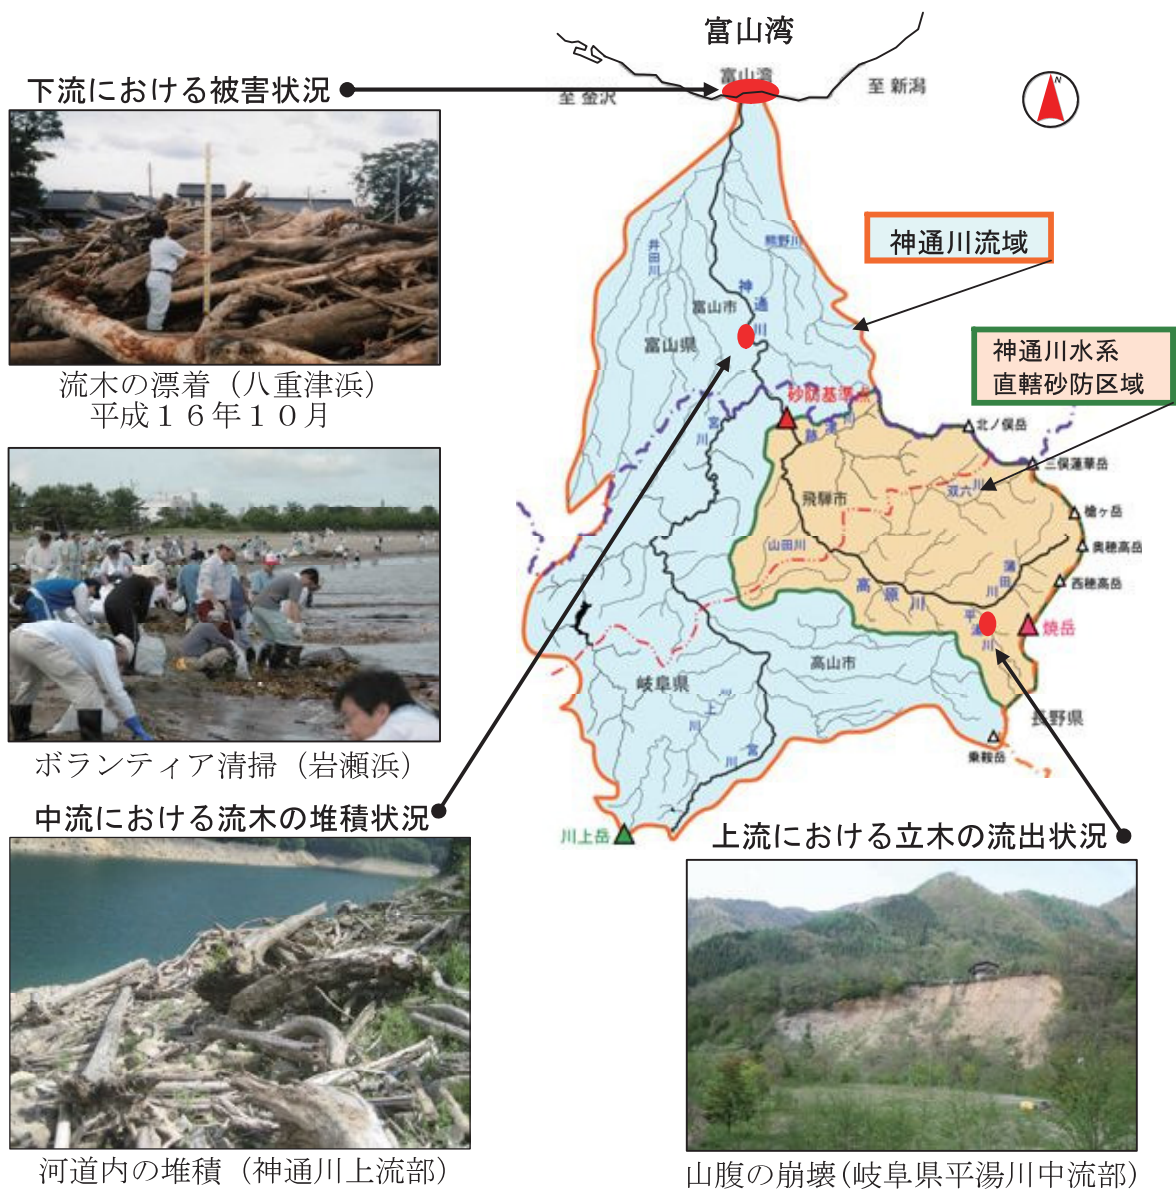 富山湾
富山湾
至 金沢
至 新潟
N
下流における被害状況
流木の漂着（八重津浜）
平成１６年１０月
ボランティア清掃（岩瀬浜）
中流における流木の堆積状況
河道内の堆積（神通川上流部）
神通川流域
神通川水系
直轄砂防区域
井田川
熊野川
神通川
富山市
富山県
砂防基準点
宮川
跡津川
北ノ俣岳
三俣蓮華岳
双六川
飛騨市
槍ヶ岳
奥穂高岳
山田川
蒲田川
西穂高岳
高原川
平湯川
焼岳
高山市
岐阜県
川上川
宮川
長野県
乗鞍岳
川上岳
上流における立木の流出状況
山腹の崩壊(岐阜県平湯川中流部)